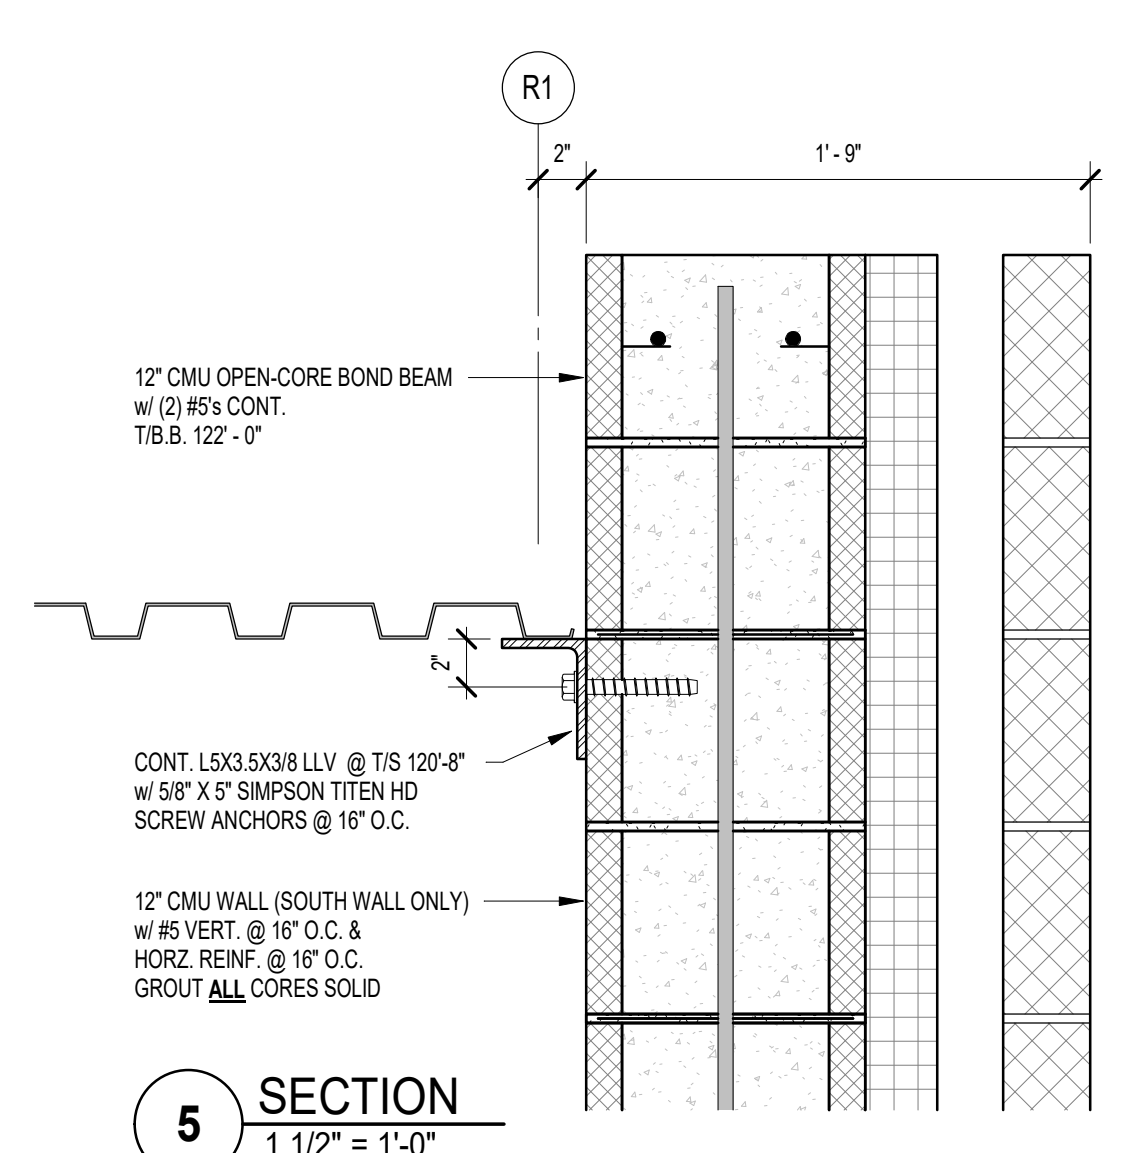 R1
2"
1' - 9"
12" CMU OPEN-CORE BOND BEAM
w/ (2) #5's CONT.
T/B.B. 122' - 0"
2"
CONT. L5X3.5X3/8 LLV @ T/S 120'-8"
w/ 5/8" X 5" SIMPSON TITEN HD
SCREW ANCHORS @ 16" O.C.
12" CMU WALL (SOUTH WALL ONLY)
w/ #5 VERT. @ 16" O.C. &
HORZ. REINF. @ 16" O.C.
GROUT ALL CORES SOLID
5
SECTION
1 1/2" = 1'-0"